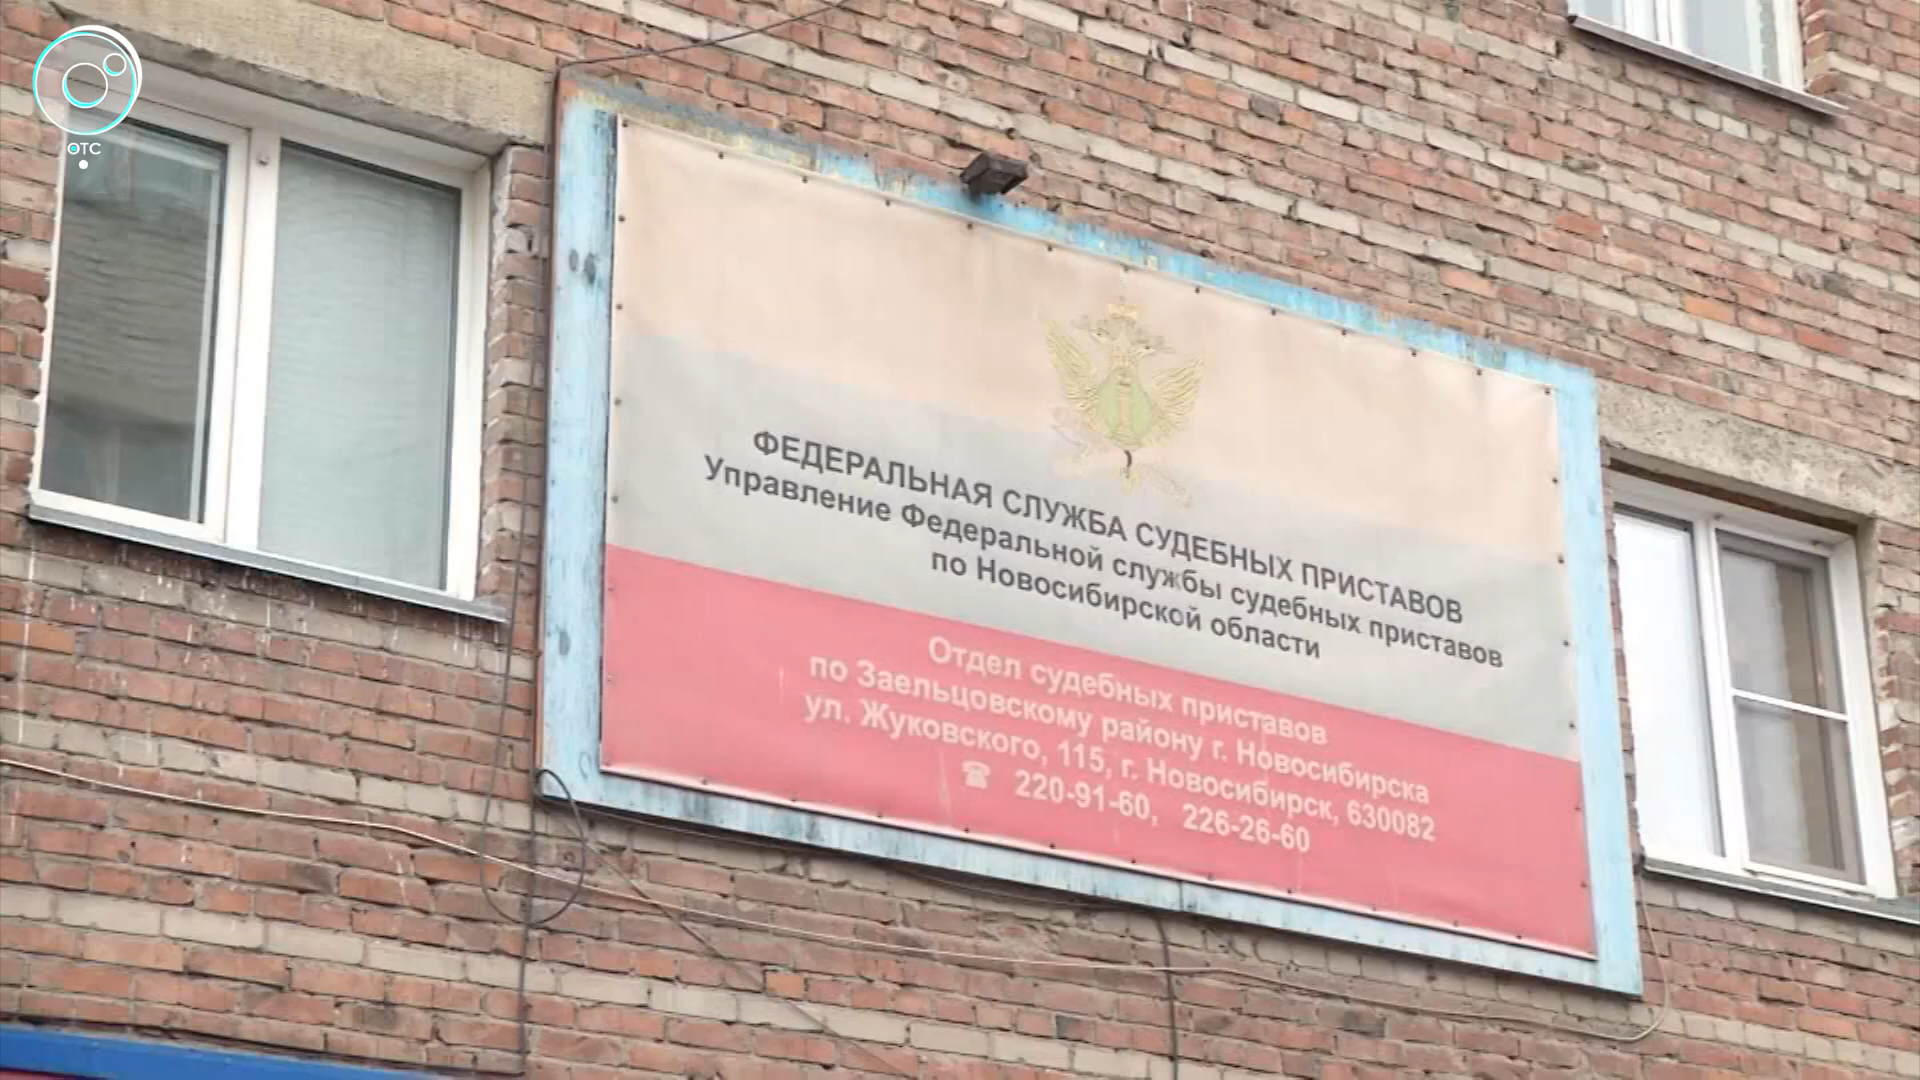 ОТС
ФЕДЕРАЛЬНАЯ СЛУЖБА СУДЕБНЫХ ПРИСТАВОВ
Управление Федеральной службы судебных приставов
по Новосибирской области
Отдел судебных приставов
по Заельцовскому району г. Новосибирска
ул. Жуковского, 115, г. Новосибирск, 630082
☎ 220-91-60, 226-26-60